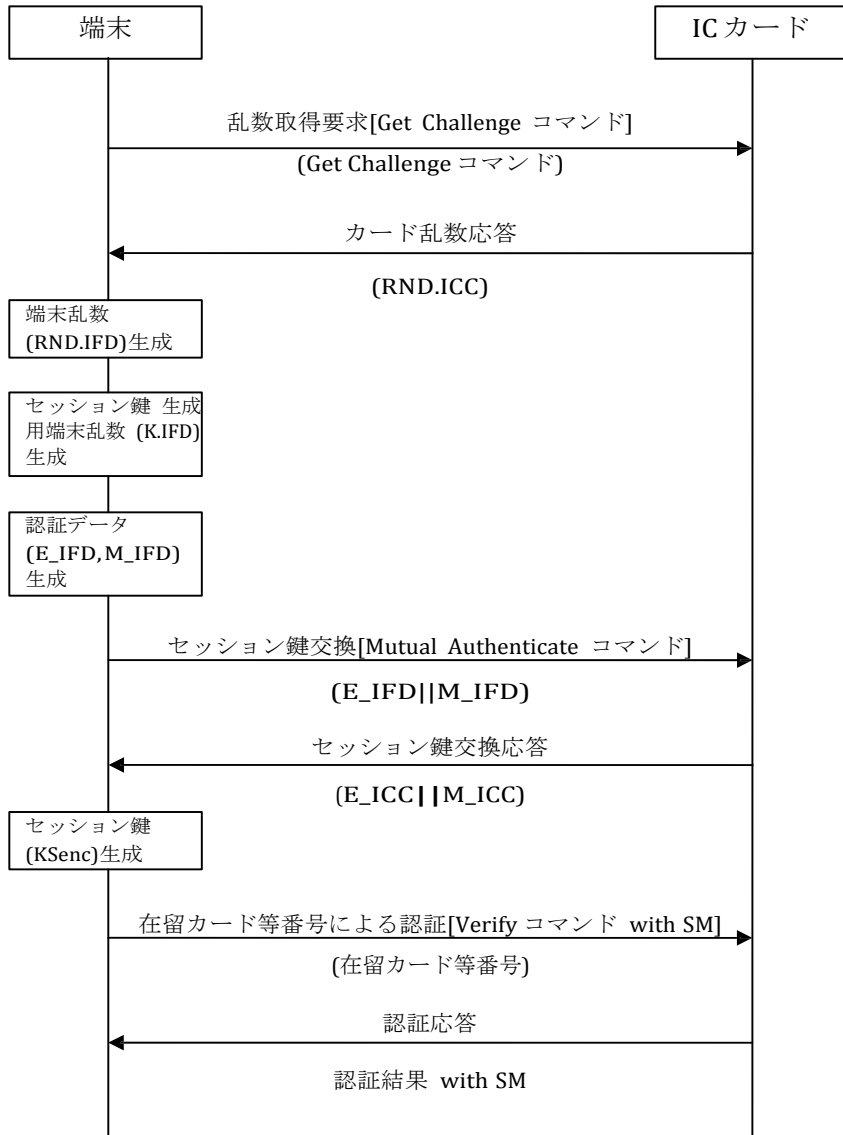 端末
ICカード
乱数取得要求[Get Challenge コマンド]
(Get Challenge コマンド)
カード乱数応答
(RND.ICC)
端末乱数
(RND.IFD)生成
セッション鍵 生成
用端末乱数 (K.IFD)
生成
認証データ
(E_IFD,M_IFD)
生成
セッション鍵交換[Mutual Authenticate コマンド]
(E_IFD||M_IFD)
セッション鍵交換応答
(E_ICC||M_ICC)
セッション鍵
(KSenc)生成
在留カード等番号による認証[Verify コマンド with SM]
(在留カード等番号)
認証応答
認証結果 with SM